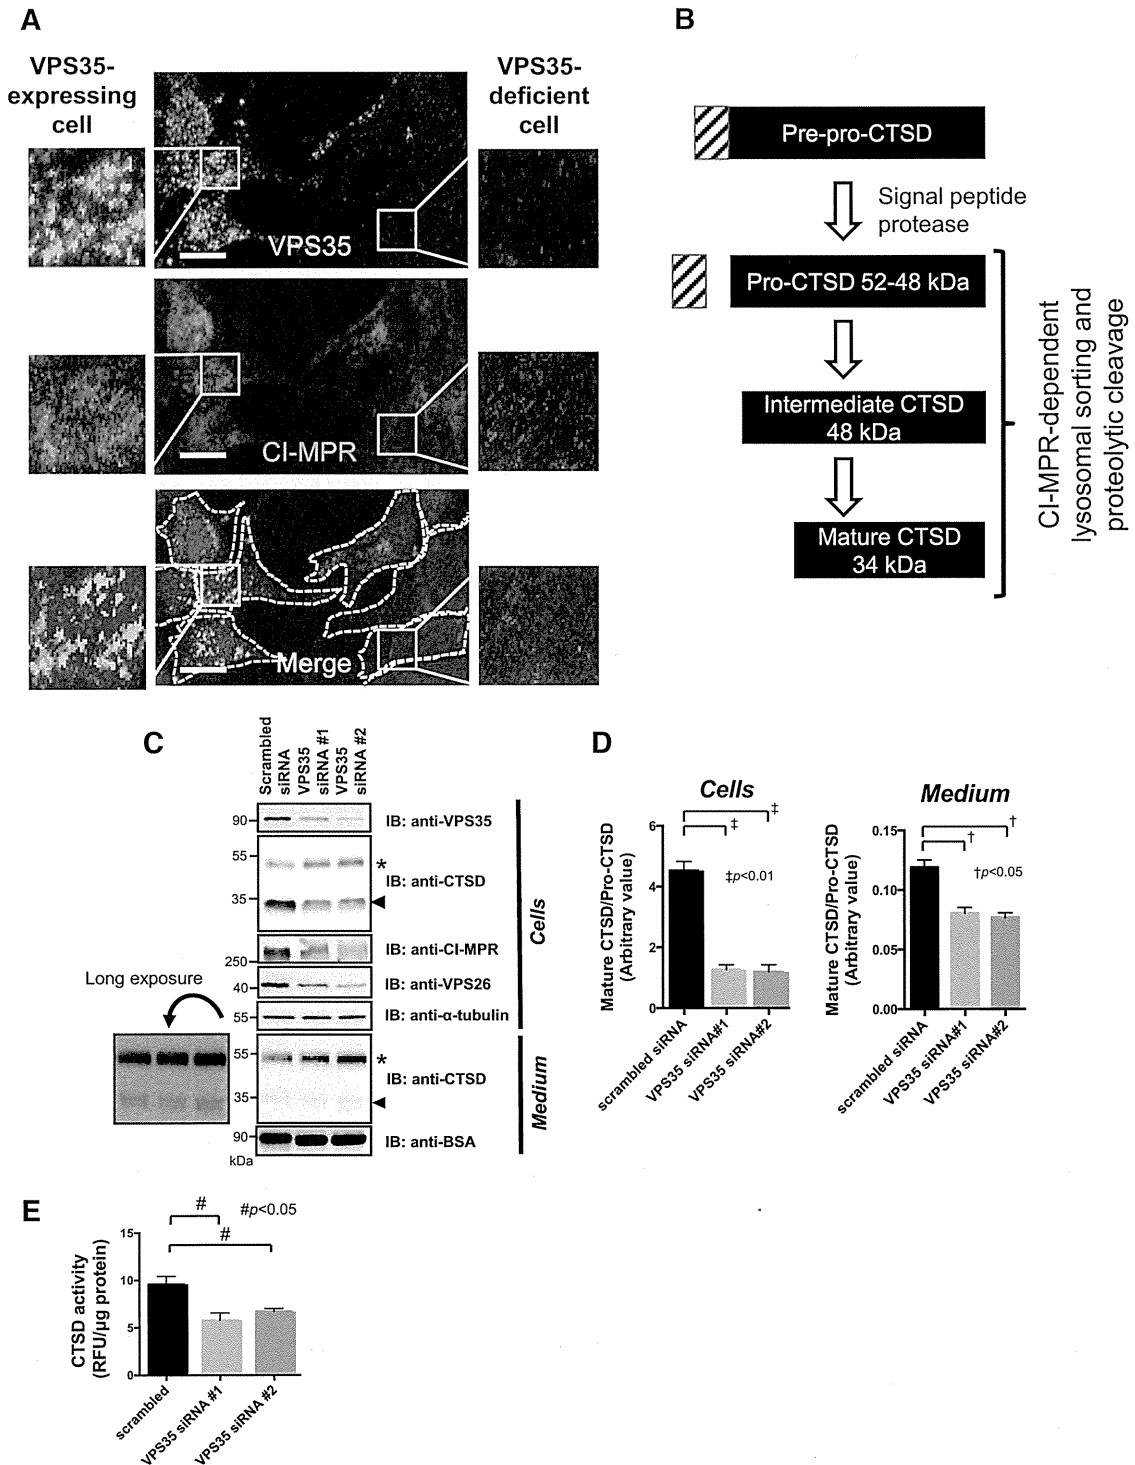 A
VPS35-
expressing
cell
VPS35-
deficient
cell
VPS35
CI-MPR
Merge
B
Pre-pro-CTSD
Signal peptide
protease
Pro-CTSD 52-48 kDa
Intermediate CTSD
48 kDa
Mature CTSD
34 kDa
CI-MPR-dependent
lysosomal sorting and
proteolytic cleavage
C
Scrambled
siRNA
VPS35
siRNA #1
VPS35
siRNA #2
90
IB: anti-VPS35
55
*
IB: anti-CTSD
35
IB: anti-CI-MPR
250
IB: anti-VPS26
40
55
IB: anti-α-tubulin
Cells
Long exposure
55
*
IB: anti-CTSD
35
90
IB: anti-BSA
kDa
Medium
D
Cells
Mature CTSD/Pro-CTSD
(Arbitrary value)
6
4
2
0
‡
‡
‡p<0.01
scrambled siRNA
VPS35 siRNA#1
VPS35 siRNA#2
Medium
Mature CTSD/Pro-CTSD
(Arbitrary value)
0.15
0.10
0.05
0.00
†
†
†p<0.05
scrambled siRNA
VPS35 siRNA#1
VPS35 siRNA#2
E
CTSD activity
(RFU/µg protein)
15
10
5
0
#
#
#p<0.05
scrambled
VPS35 siRNA #1
VPS35 siRNA #2